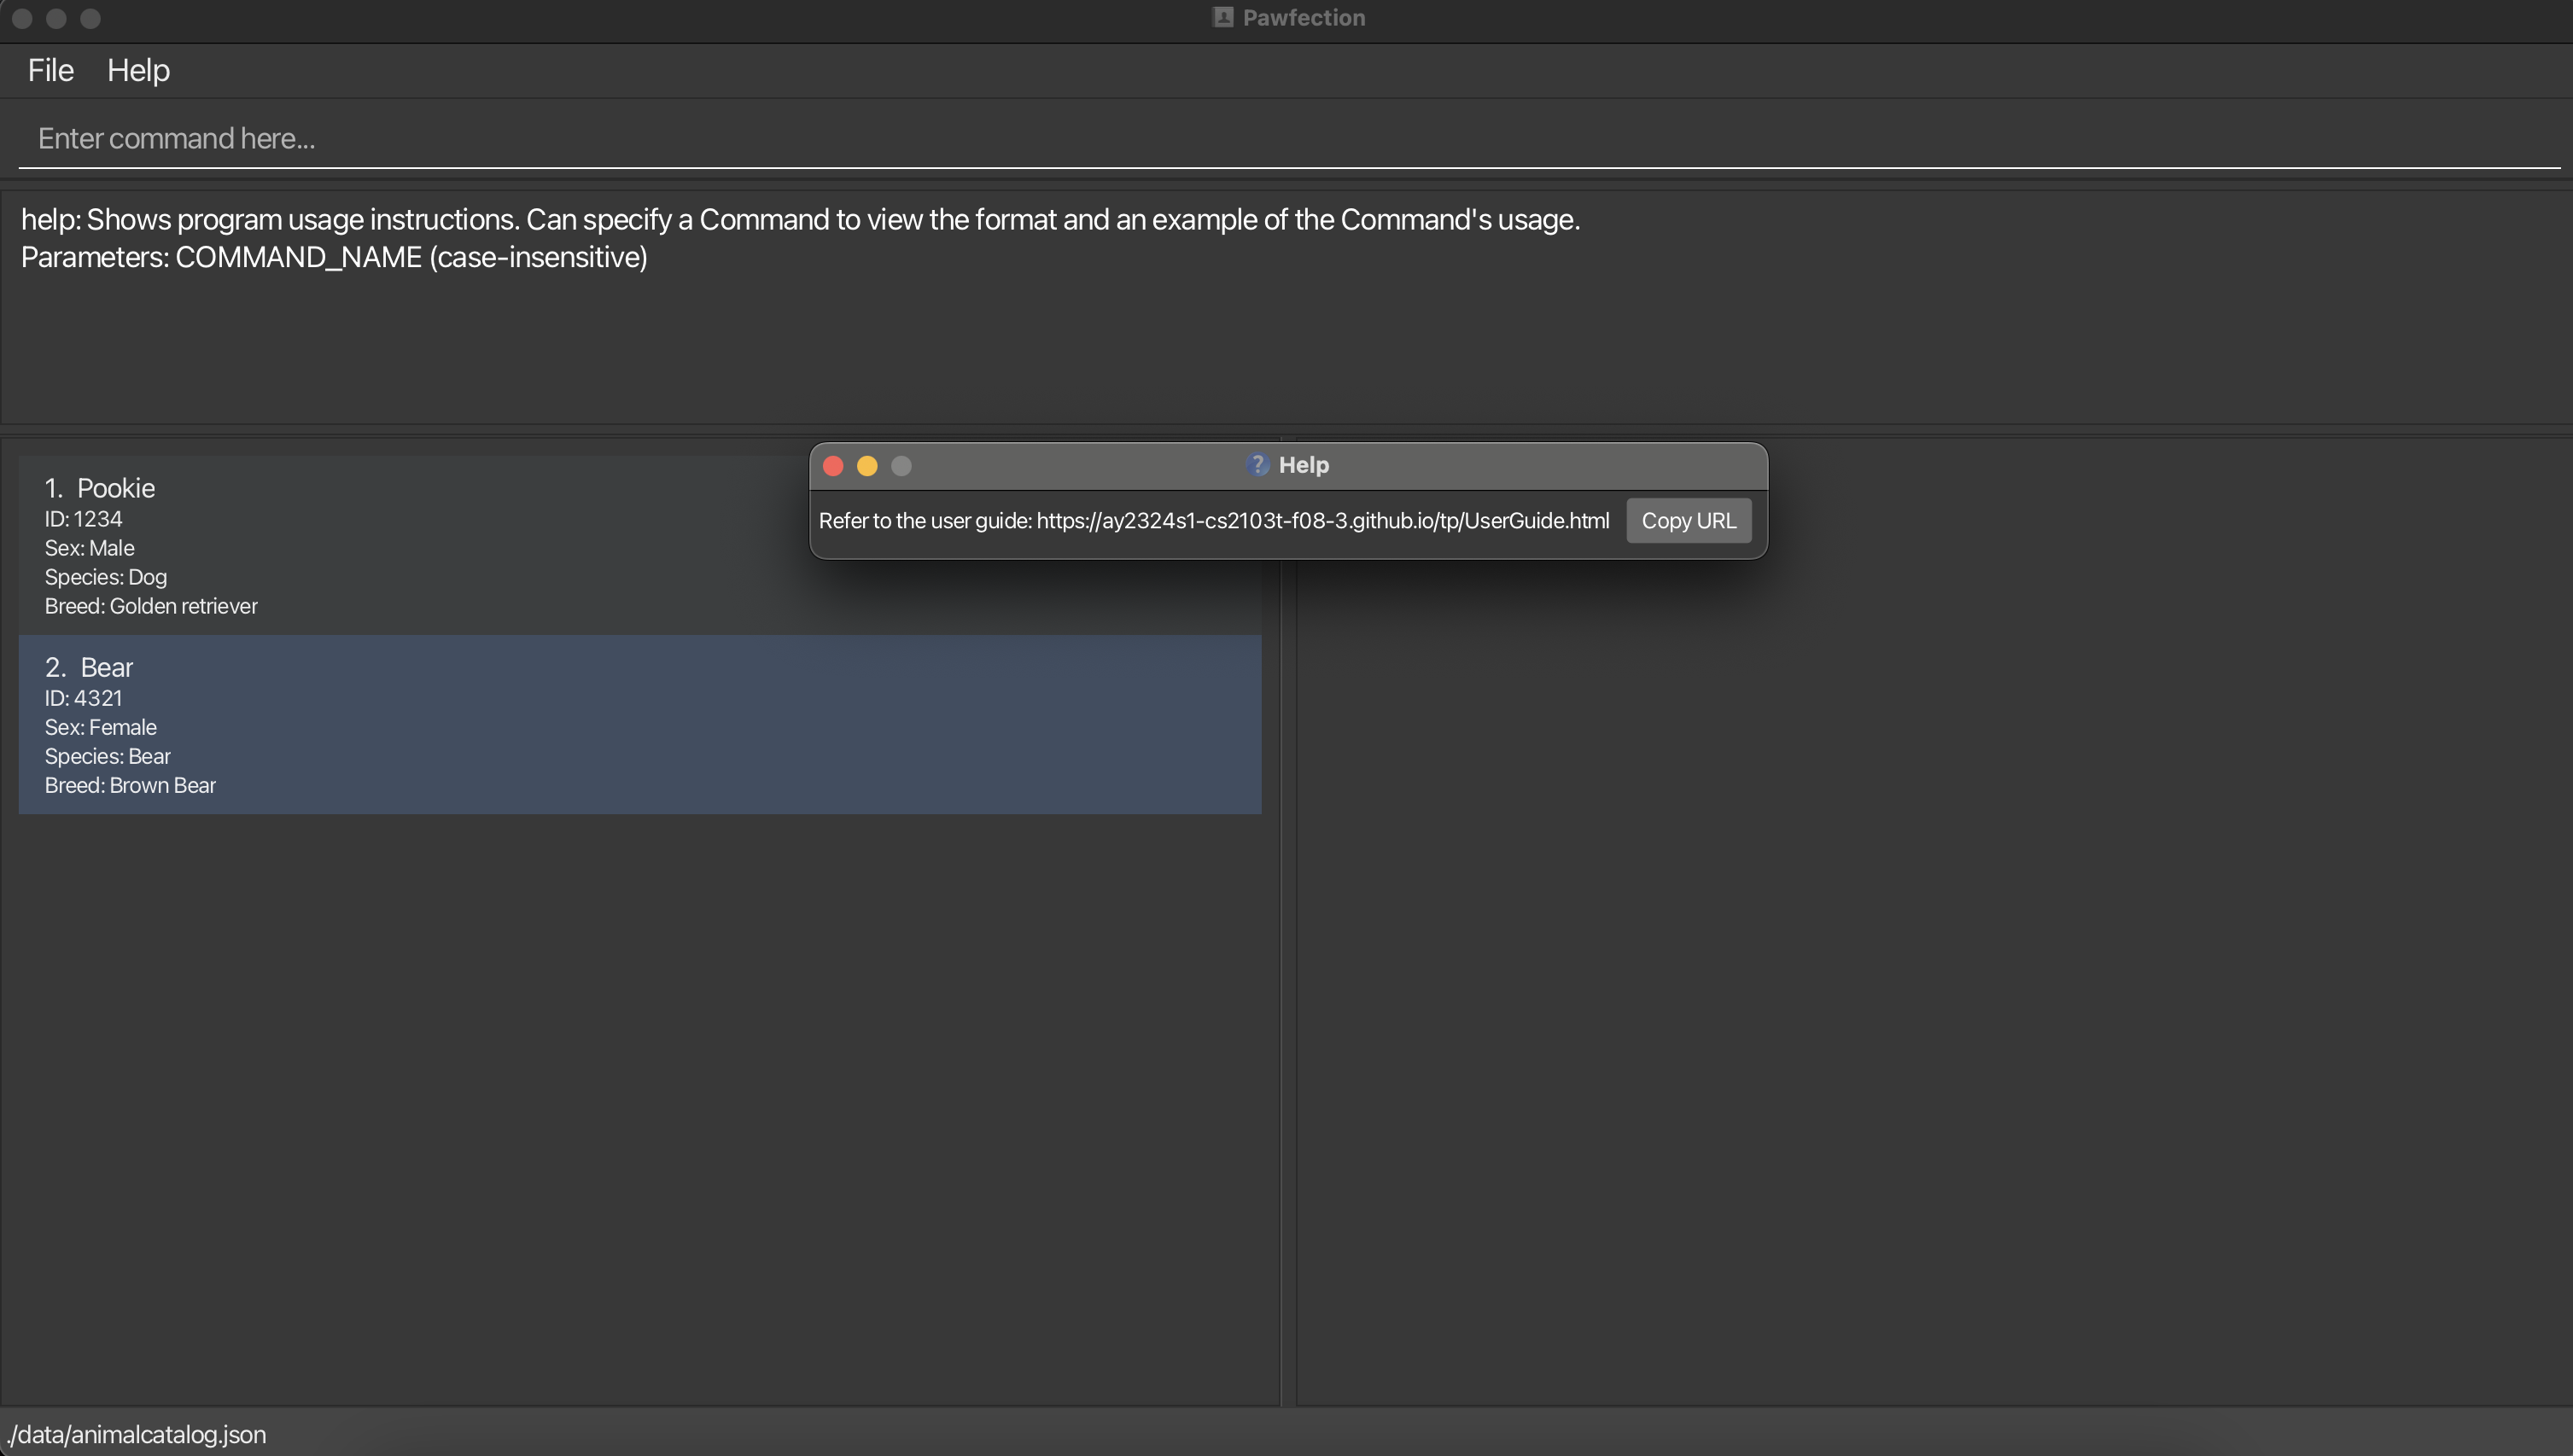 Pawfection
File Help
Enter command here...
help: Shows program usage instructions. Can specify a Command to view the format and an example of the Command's usage.
Parameters: COMMAND_NAME (case-insensitive)
? Help
Refer to the user guide: https://ay2324s1-cs2103t-f08-3.github.io/tp/UserGuide.html Copy URL
1. Pookie
ID: 1234
Sex: Male
Species: Dog
Breed: Golden retriever
2. Bear
ID: 4321
Sex: Female
Species: Bear
Breed: Brown Bear
./data/animalcatalog.json